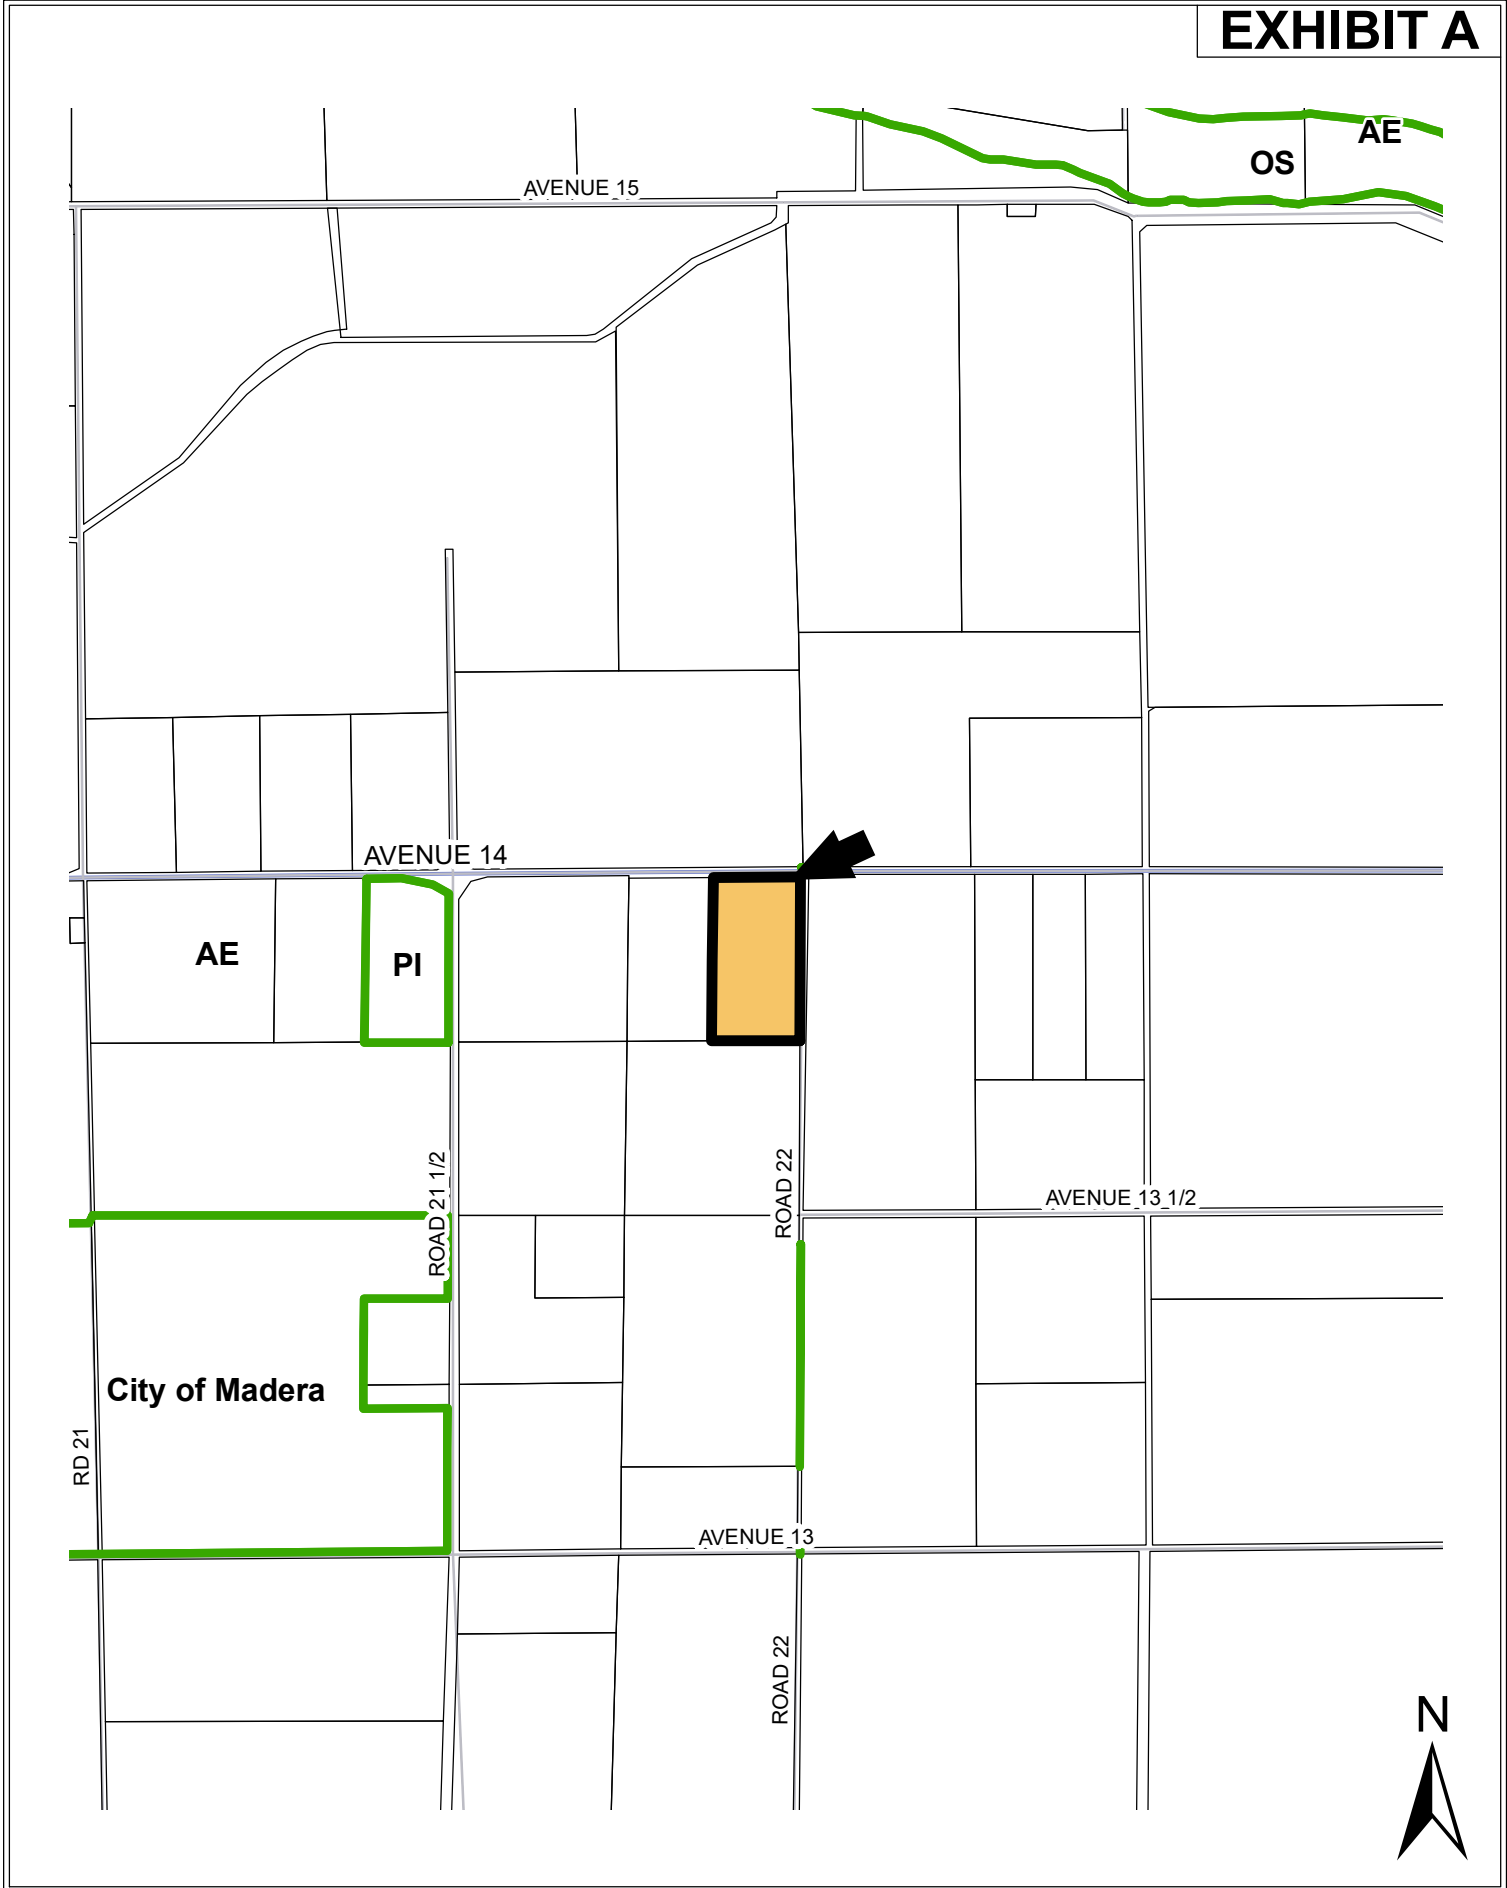 EXHIBIT A
AE
OS
AVENUE 15
AVENUE 14
AE
PI
ROAD 21 1/2
ROAD 22
AVENUE 13 1/2
City of Madera
RD 21
AVENUE 13
ROAD 22
N